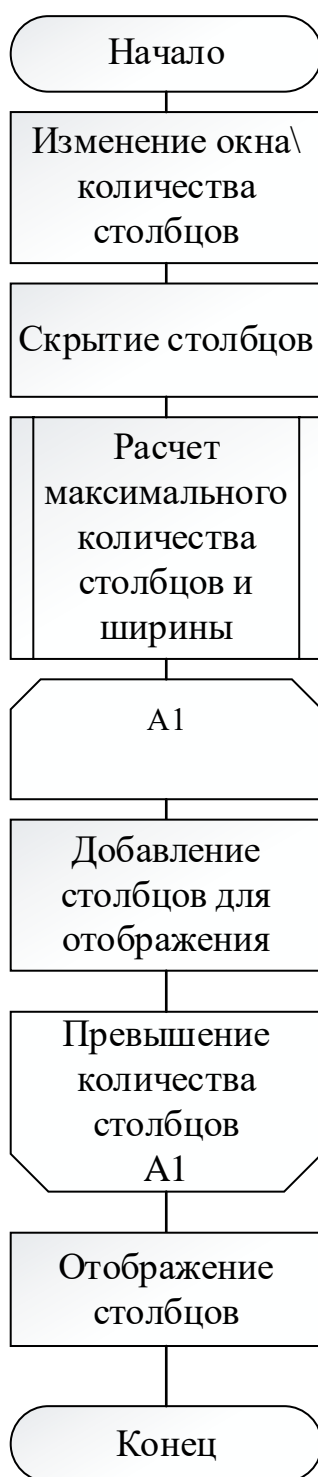 Начало
Изменение окна\
количества
столбцов
Скрытие столбцов
Расчет
максимального
количества
столбцов и
ширины
А1
Добавление
столбцов для
отображения
Превышение
количества
столбцов
А1
Отображение
столбцов
Конец